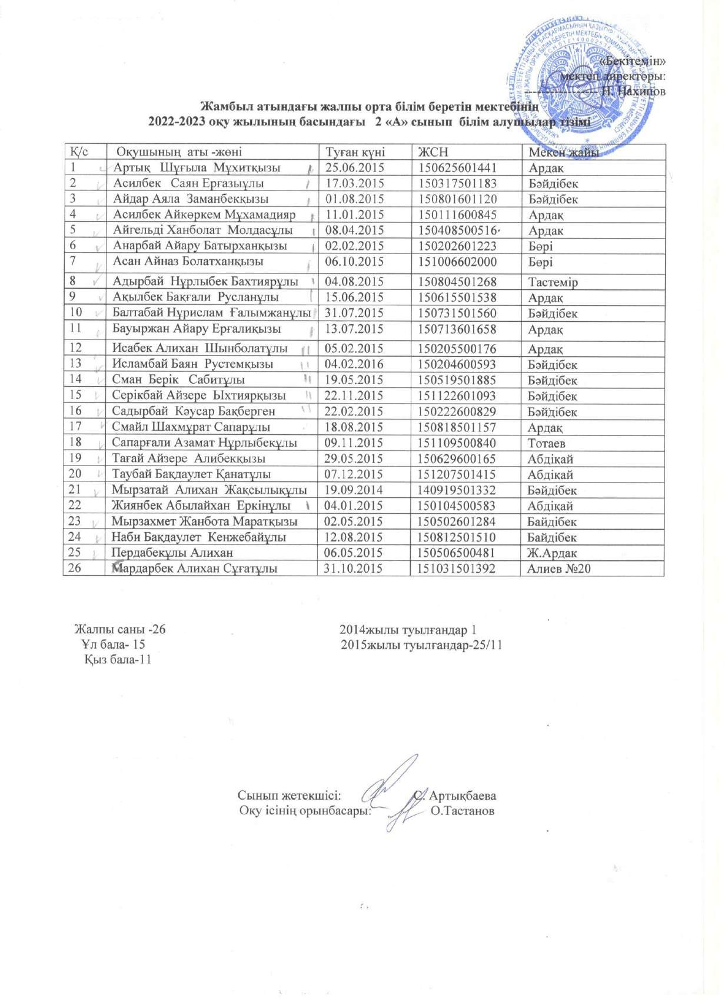 «Бекітемін»
мектеп директоры:
Н. Нахипов
Жамбыл атындағы жалпы орта білім беретін мектебінің
2022-2023 оқу жылының басындағы 2 «А» сынып білім алушылар тізімі
Қ/с Оқушының аты -жөні Туған күні ЖСН Мекен жайы
1 Артық Шұғыла Мұхитқызы 25.06.2015 150625601441 Ардак
2 Асилбек Саян Ерғазыұлы 17.03.2015 150317501183 Бәйдібек
3 Айдар Аяла Заманбекқызы 01.08.2015 150801601120 Бәйдібек
4 Асилбек Айкөркем Мұхамадияр 11.01.2015 150111600845 Ардақ
5 Айгельді Ханболат Молдасұлы 08.04.2015 150408500516 Ардак
6 Анарбай Айару Батырханқызы 02.02.2015 150202601223 Бөрі
7 Асан Айназ Болатханқызы 06.10.2015 151006602000 Бөрі
8 Адырбай Нұрлыбек Бахтиярұлы 04.08.2015 150804501268 Тастемір
9 Ақылбек Бақғали Русланұлы 15.06.2015 150615501538 Ардақ
10 Балтабай Нұрислам Ғалымжанұлы 31.07.2015 150731501560 Бәйдібек
11 Бауыржан Айару Ерғалиқызы 13.07.2015 150713601658 Ардақ
12 Исабек Алихан Шынболатұлы 05.02.2015 150205500176 Ардақ
13 Исламбай Баян Рустемқызы 04.02.2016 150204600593 Бәйдібек
14 Сман Берік Сабитұлы 19.05.2015 150519501885 Бәйдібек
15 Серікбай Айзере Ыхтиярқызы 22.11.2015 151122601093 Бәйдібек
16 Садырбай Кәусар Бақберген 22.02.2015 150222600829 Бәйдібек
17 Смайл Шахмұрат Сапарұлы 18.08.2015 150818501157 Ардақ
18 Сапарғали Азамат Нұрлыбекұлы 09.11.2015 151109500840 Тотаев
19 Тағай Айзере Алибекқызы 29.05.2015 150629600165 Абдіқай
20 Таубай Бақдаулет Қанатұлы 07.12.2015 151207501415 Абдіқай
21 Мырзатай Алихан Жақсылықұлы 19.09.2014 140919501332 Бәйдібек
22 Жиянбек Абылайхан Еркінұлы 04.01.2015 150104500583 Абдіқай
23 Мырзахмет Жанбота Маратқызы 02.05.2015 150502601284 Байдібек
24 Наби Бақдаулет Кенжебайұлы 12.08.2015 150812501510 Байдібек
25 Пердабекұлы Алихан 06.05.2015 150506500481 Ж.Ардак
26 Мардарбек Алихан Сұғатұлы 31.10.2015 151031501392 Алиев №20
Жалпы саны -26 2014жылы туылғандар 1
Ұл бала- 15 2015жылы туылғандар-25/11
Қыз бала-11
Сынып жетекшісі: С. Артықбаева
Оқу ісінің орынбасары: О.Тастанов